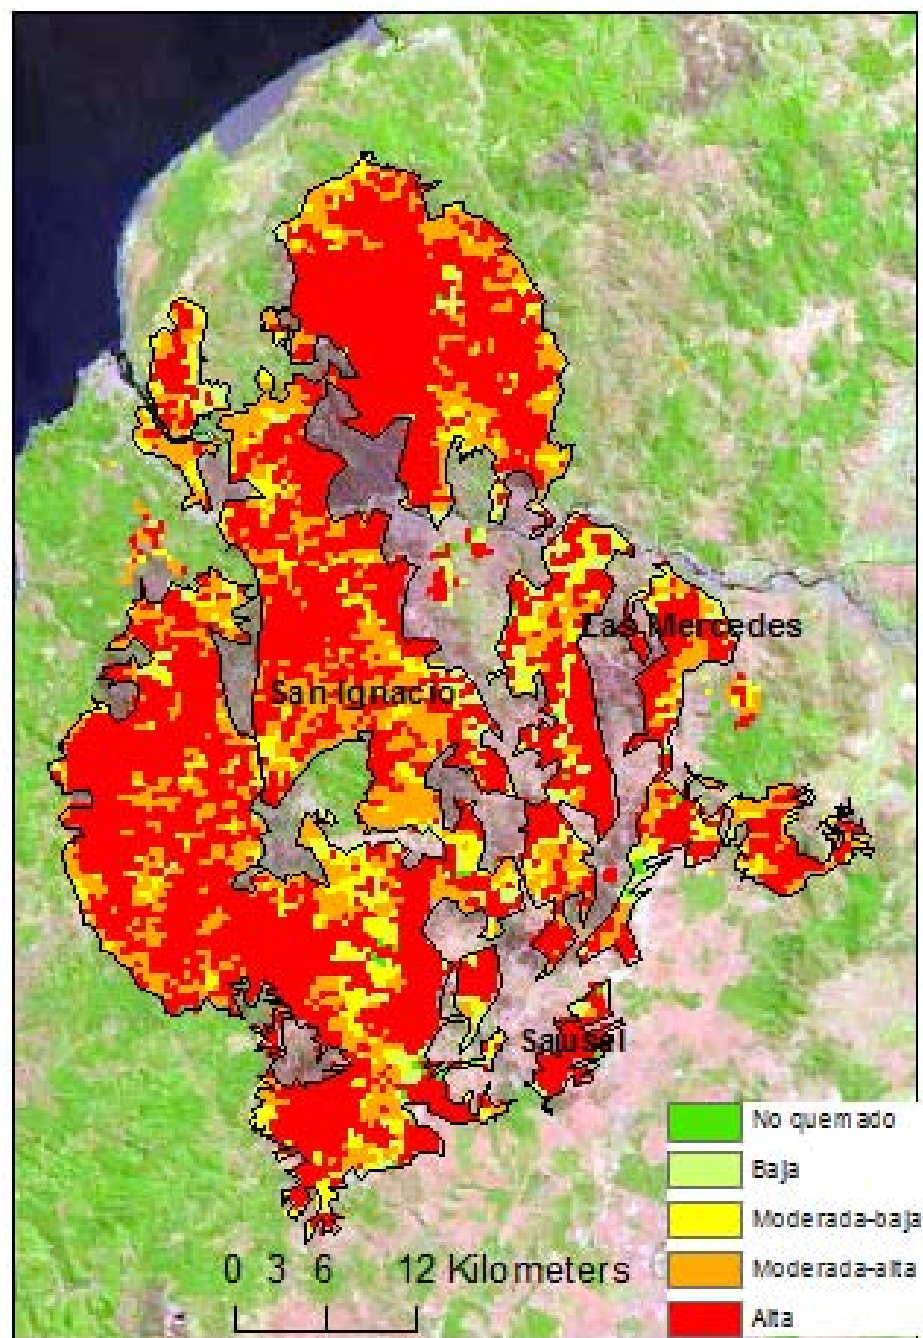 Las Mercedes
San Ignacio
Sausal
No quemado
Baja
Moderada-baja
Moderada-alta
Alta
0 3 6 12 Kilometers